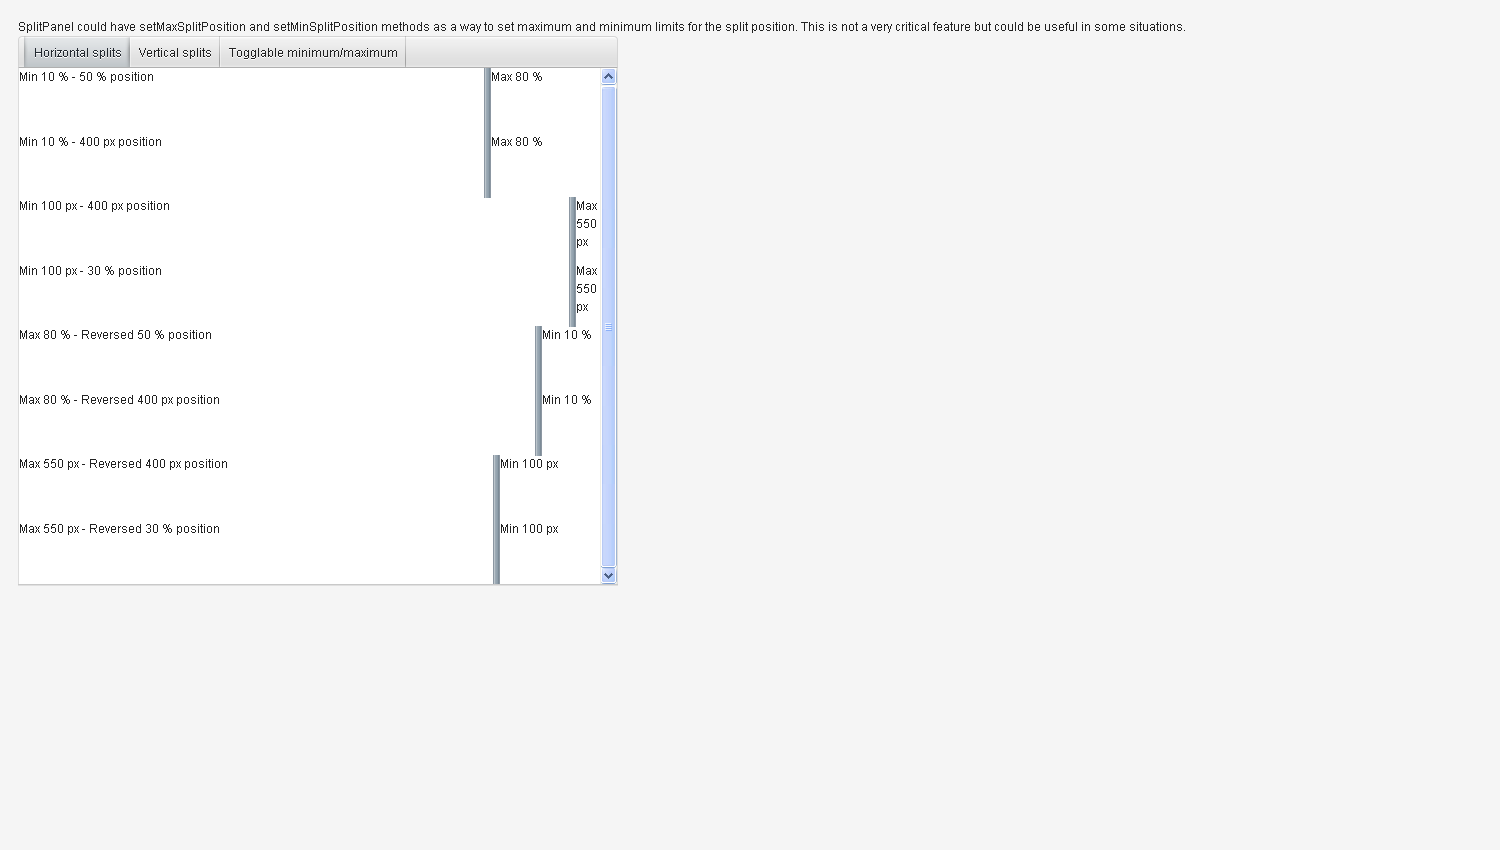 SplitPanel could have setMaxSplitPosition and setMinSplitPosition methods as a way to set maximum and minimum limits for the split position. This is not a very critical feature but could be useful in some situations.
Horizontal splits Vertical splits Togglable minimum/maximum
Min 10 % - 50 % position Max 80 %
Min 10 % - 400 px position Max 80 %
Min 100 px - 400 px position Max
550
px
Min 100 px - 30 % position Max
550
px
Max 80 % - Reversed 50 % position Min 10 %
Max 80 % - Reversed 400 px position Min 10 %
Max 550 px - Reversed 400 px position Min 100 px
Max 550 px - Reversed 30 % position Min 100 px